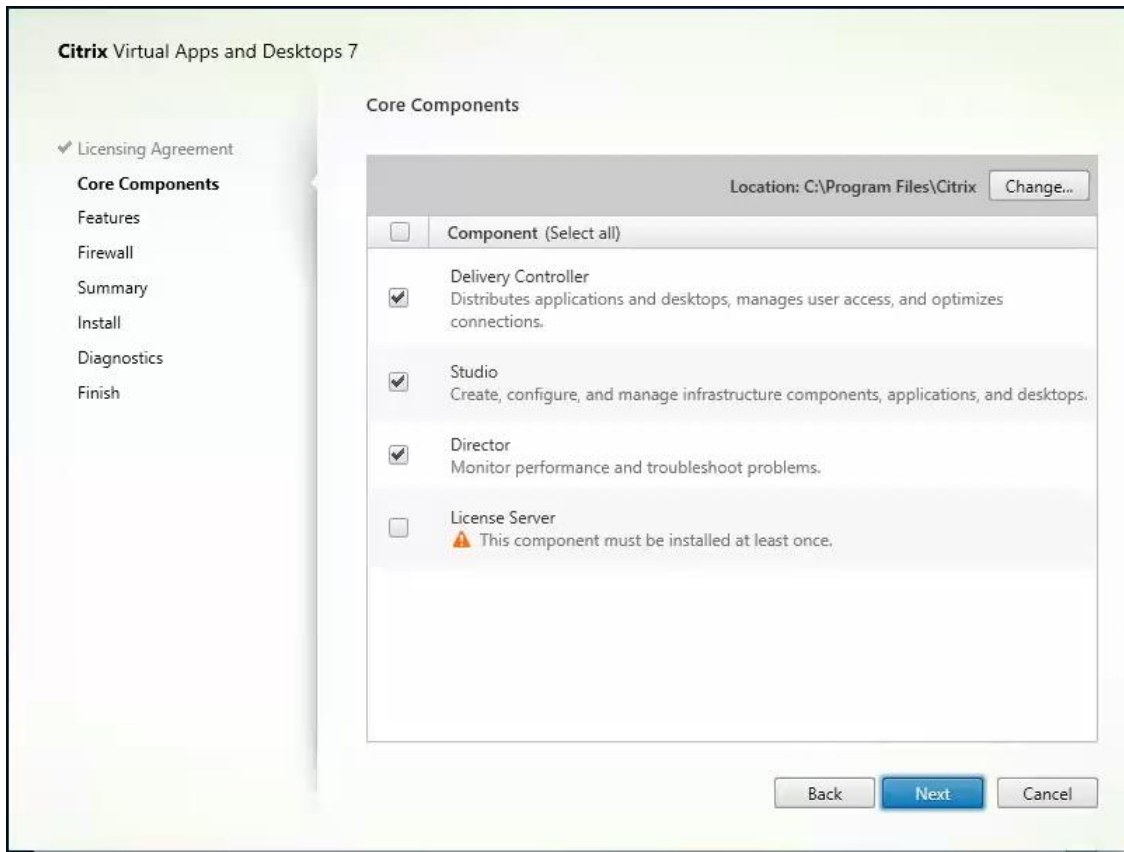 Citrix Virtual Apps and Desktops 7
Licensing Agreement
Core Components
Features
Firewall
Summary
Install
Diagnostics
Finish
Core Components
Location: C:\Program Files\Citrix
Change...
Component (Select all)
Delivery Controller
Distributes applications and desktops, manages user access, and optimizes
connections.
Studio
Create, configure, and manage infrastructure components, applications, and desktops.
Director
Monitor performance and troubleshoot problems.
License Server
This component must be installed at least once.
Back
Next
Cancel